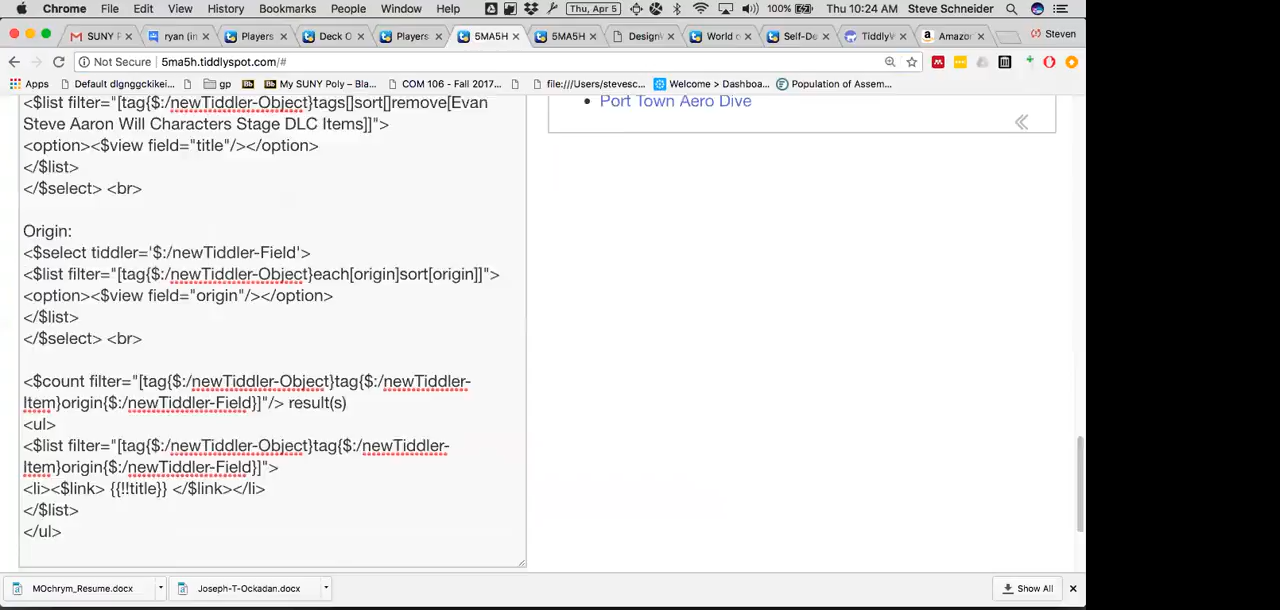 Chrome File Edit View History Bookmarks People Window Help Thu, Apr 5 100% Thu 10:24 AM Steve Schneider
SUNY P ryan (in Players Deck O Players 5MA5H 5MA5H Design World o Self-De TiddlyW Amazor Steven
Not Secure 5ma5h.tiddlyspot.com/#
Apps Default dlgnggckikei... gp My SUNY Poly – Bla... COM 106 - Fall 2017... file:///Users/stevesc... Welcome > Dashboa... Population of Assem...
<$list filter="[tag{$:/newTiddler-Object}tags[]sort[]remove[Evan
Steve Aaron Will Characters Stage DLC Items]]">
<option><$view field="title"/></option>
</$list>
</$select> <br>
Origin:
<$select tiddler='$:/newTiddler-Field'>
<$list filter="[tag{$:/newTiddler-Object}each[origin]sort[origin]]">
<option><$view field="origin"/></option>
</$list>
</$select> <br>
<$count filter="[tag{$:/newTiddler-Object}tag{$:/newTiddler-
Item}origin{$:/newTiddler-Field}]"/> result(s)
<ul>
<$list filter="[tag{$:/newTiddler-Object}tag{$:/newTiddler-
Item}origin{$:/newTiddler-Field}]">
<li><$link> {{!!title}} </$link></li>
</$list>
</ul>
Port Town Aero Dive
MOchrym_Resume.docx Joseph-T-Ockadan.docx Show All